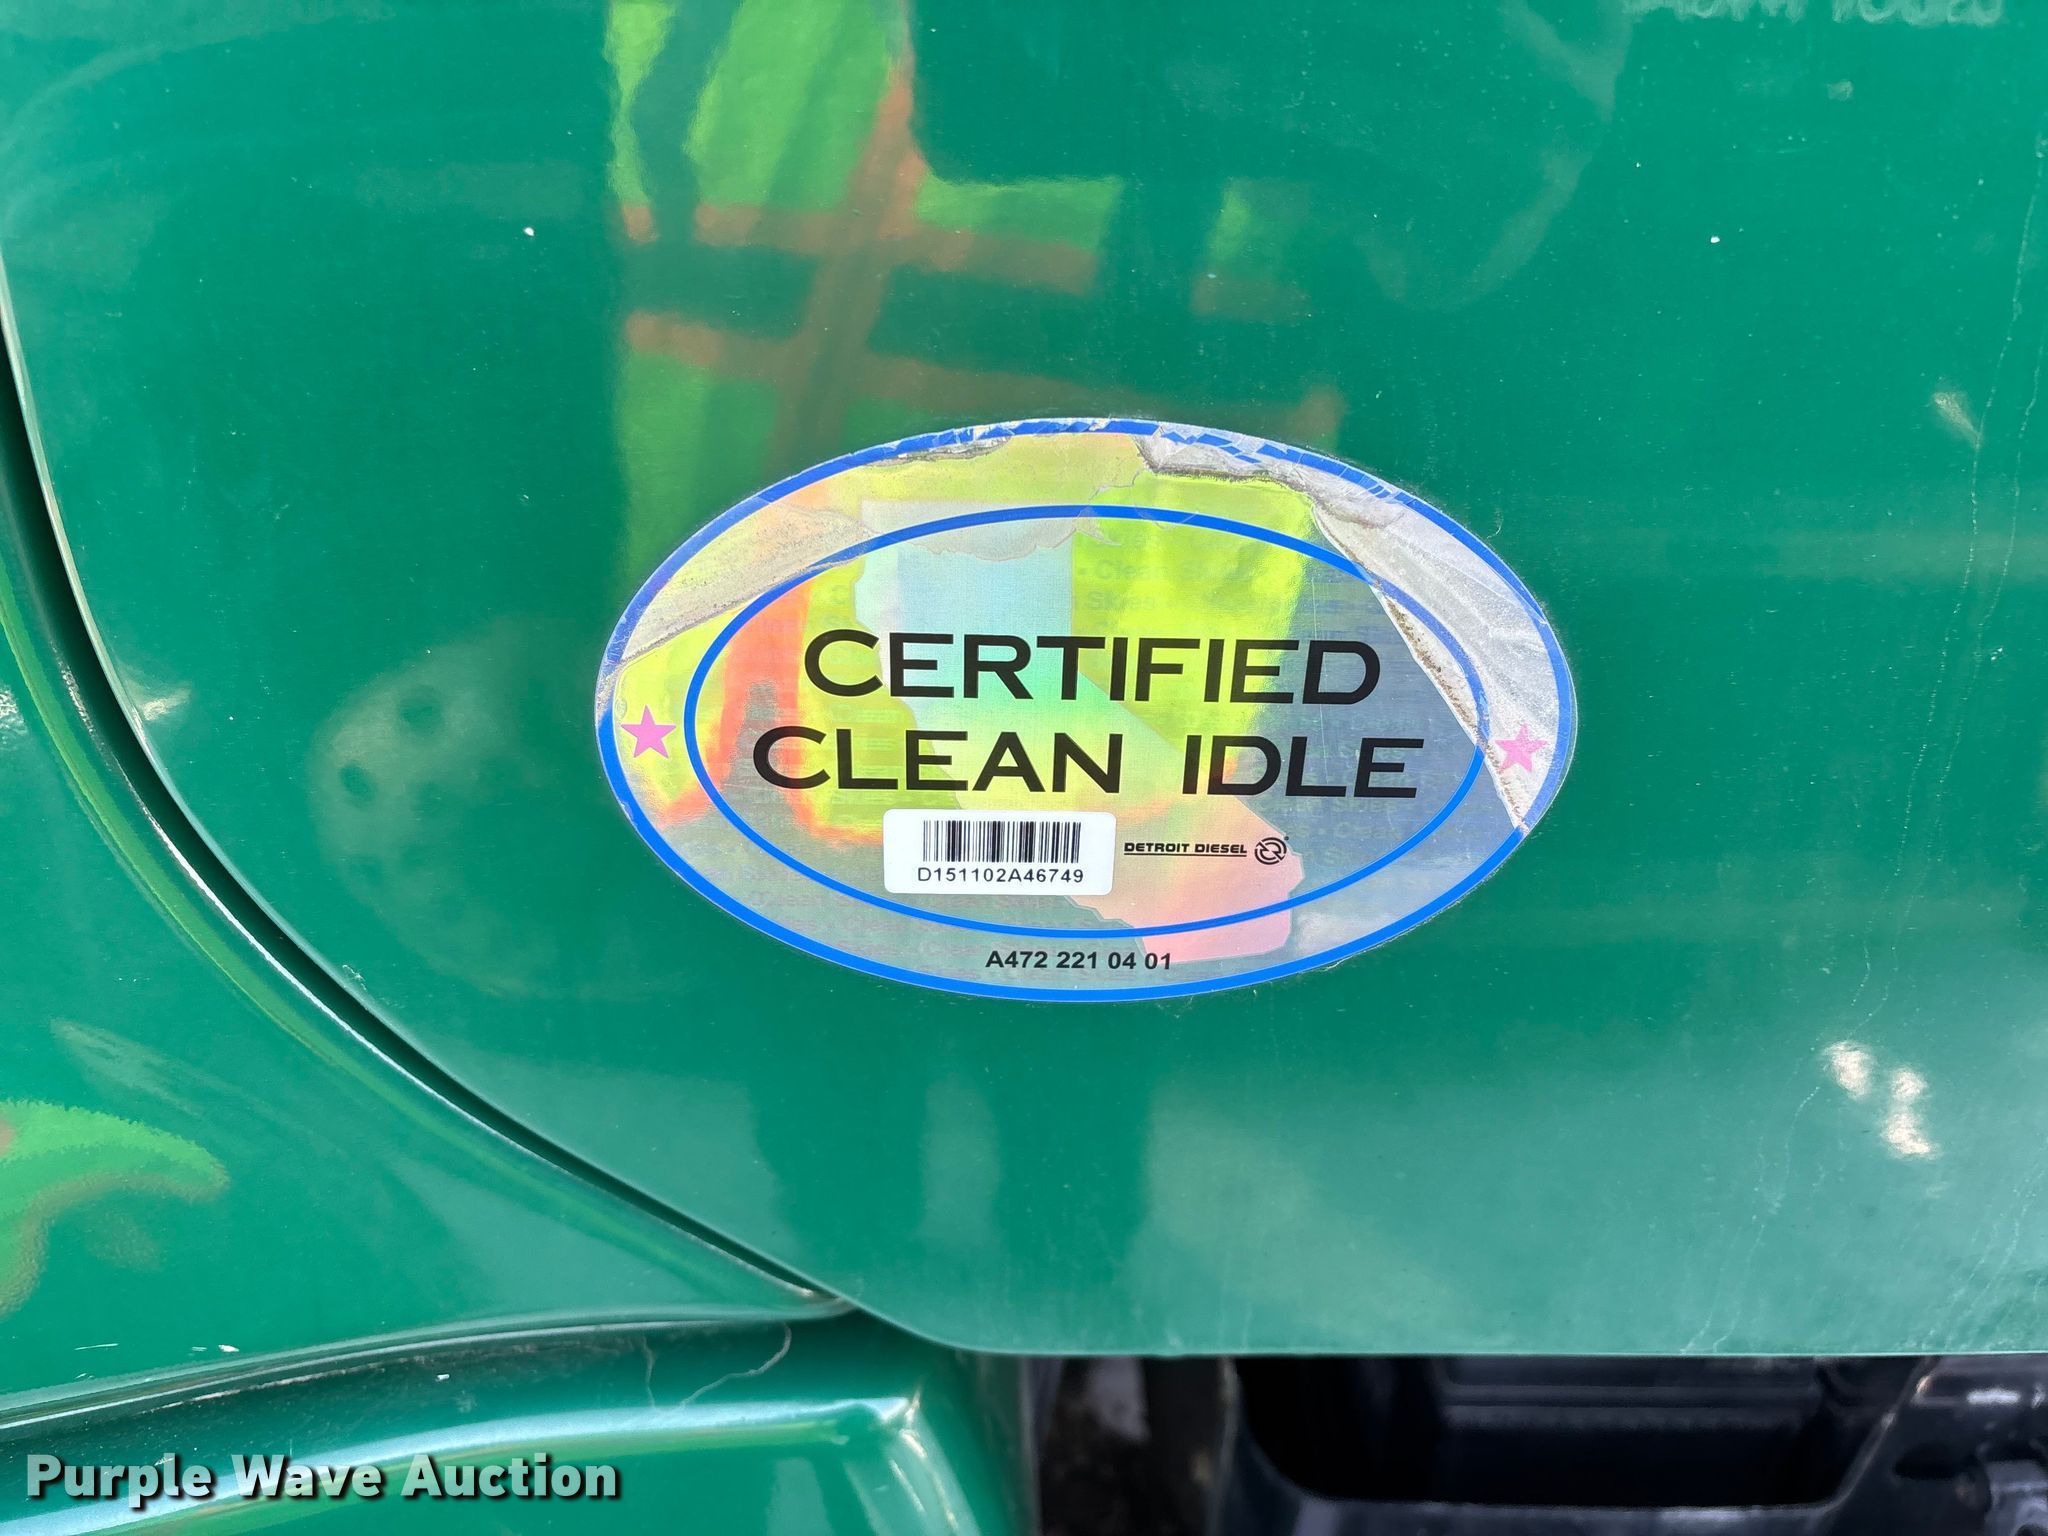 CERTIFIED
CLEAN IDLE
D151102A46749
DETROIT DIESEL
A472 221 04 01
Purple Wave Auction